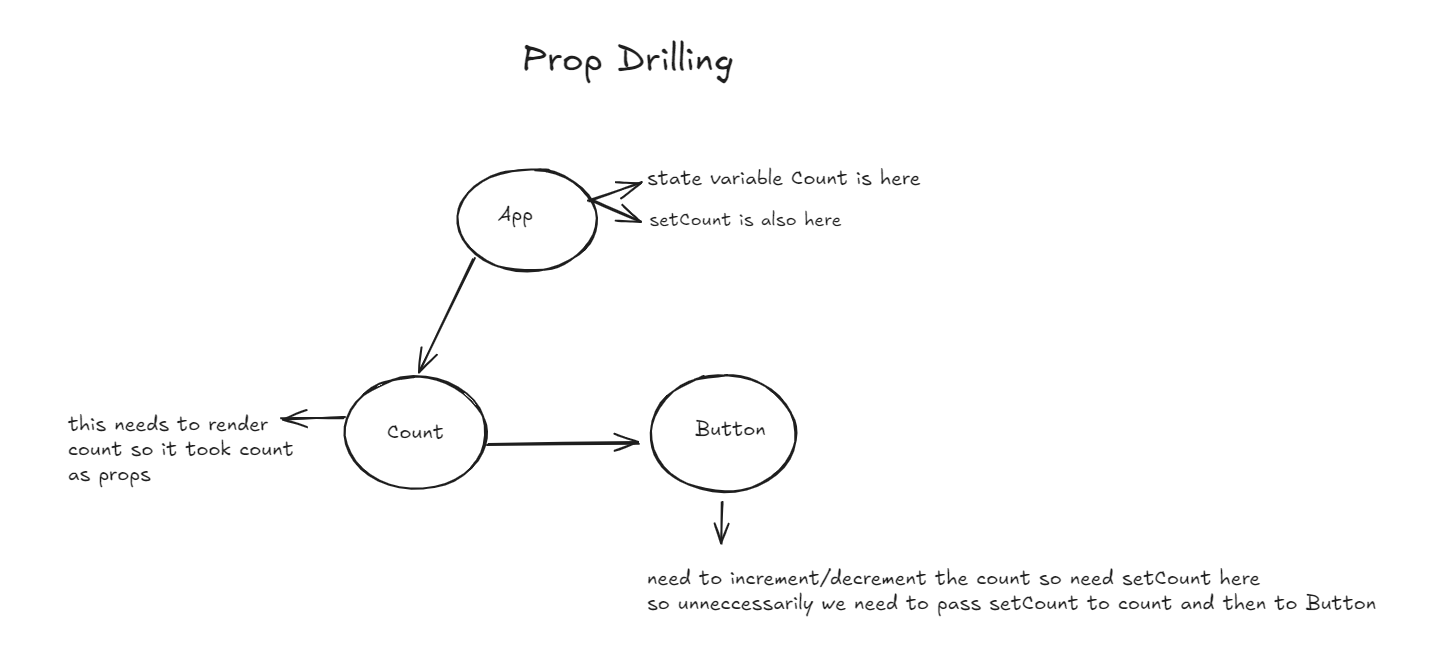 Prop Drilling
state variable Count is here
App
setCount is also here
this needs to render
count so it took count
as props
Count
Button
need to increment/decrement the count so need setCount here
so unneccessarily we need to pass setCount to count and then to Button